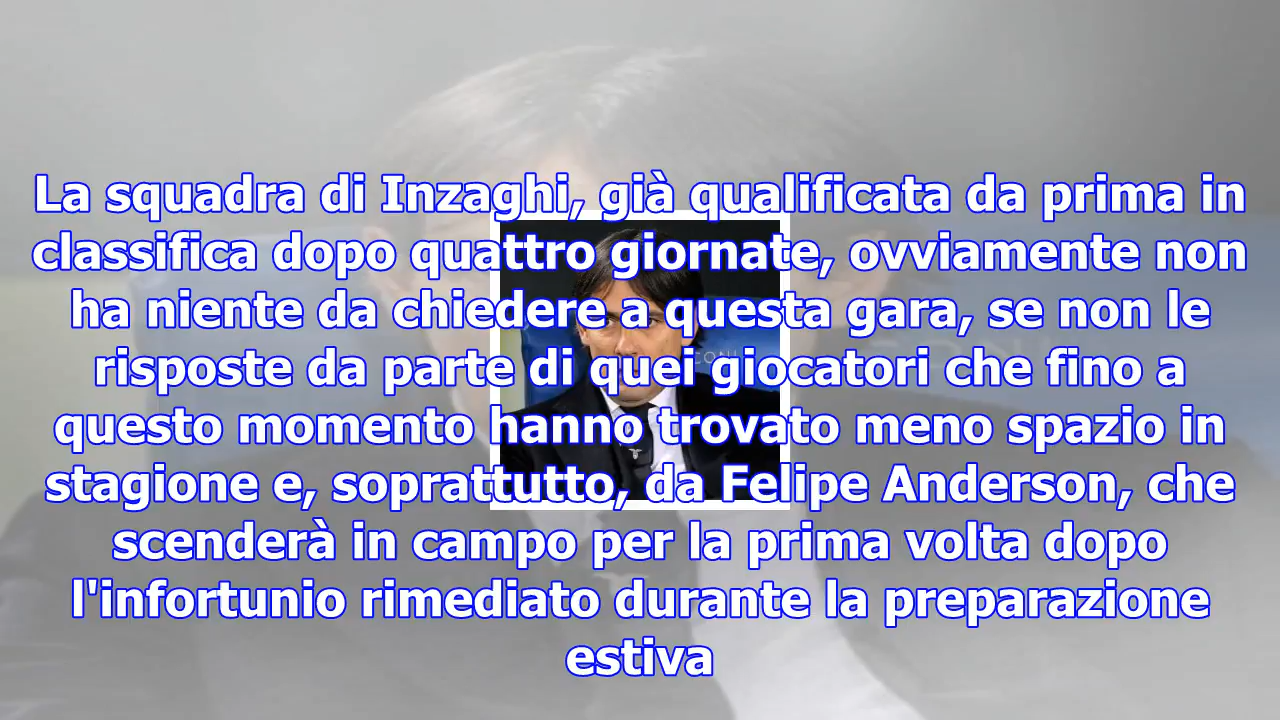 La squadra di Inzaghi, già qualificata da prima in
classifica dopo quattro giornate, ovviamente non
ha niente da chiedere a questa gara, se non le
risposte da parte di quei giocatori che fino a
questo momento hanno trovato meno spazio in
stagione e, soprattutto, da Felipe Anderson, che
scenderà in campo per la prima volta dopo
l'infortunio rimediato durante la preparazione
estiva
CONI